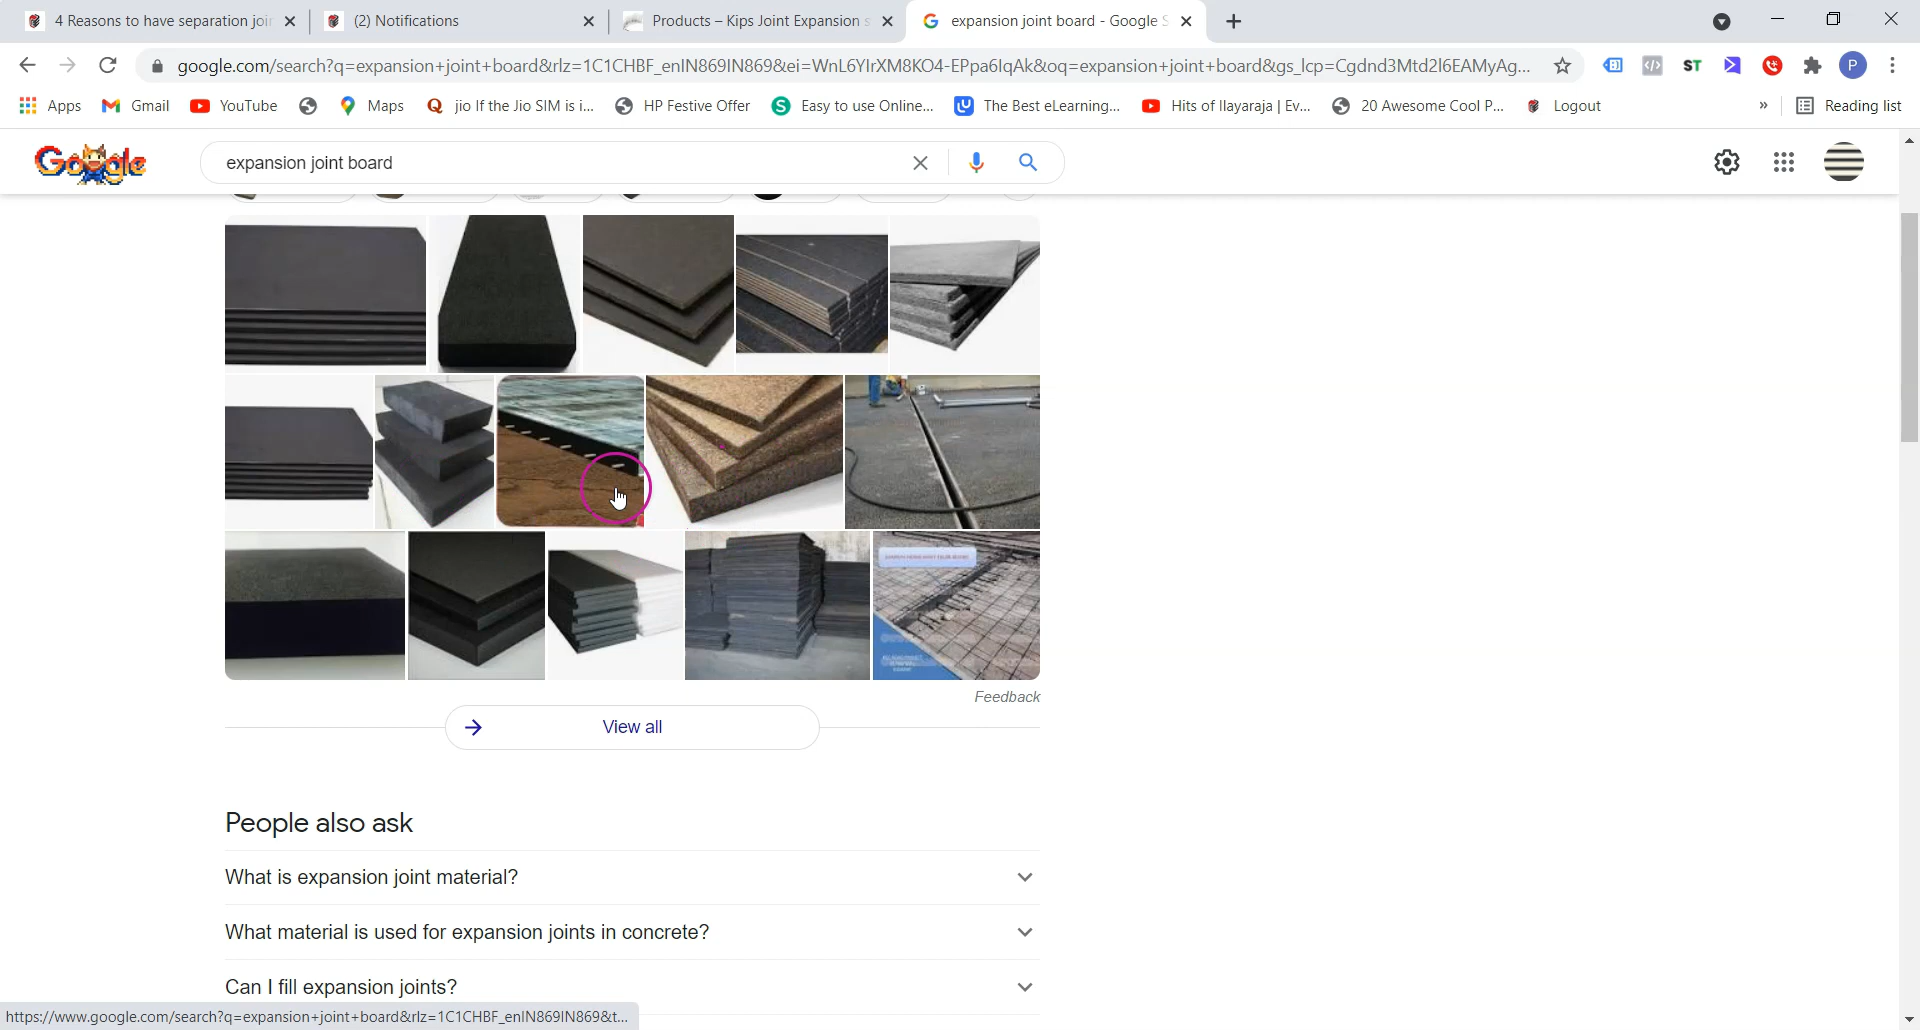 4 Reasons to have separation joi
(2) Notifications
Products – Kips Joint Expansion s
expansion joint board - Google S
google.com/search?q=expansion+joint+board&rlz=1C1CHBF_enIN869IN869&ei=WnL6YIrXM8KO4-EPpa6IqAk&oq=expansion+joint+board&gs_lcp=Cgdnd3Mtd2l6EAMyAg...
ST
P
Apps
Gmail
YouTube
Maps
jio If the Jio SIM is i...
HP Festive Offer
Easy to use Online...
The Best eLearning...
Hits of Ilayaraja | Ev...
20 Awesome Cool P...
Logout
»
Reading list
Google
expansion joint board
Feedback
View all
People also ask
What is expansion joint material?
What material is used for expansion joints in concrete?
Can I fill expansion joints?
https://www.google.com/search?q=expansion+joint+board&rlz=1C1CHBF_enIN869IN869&t...